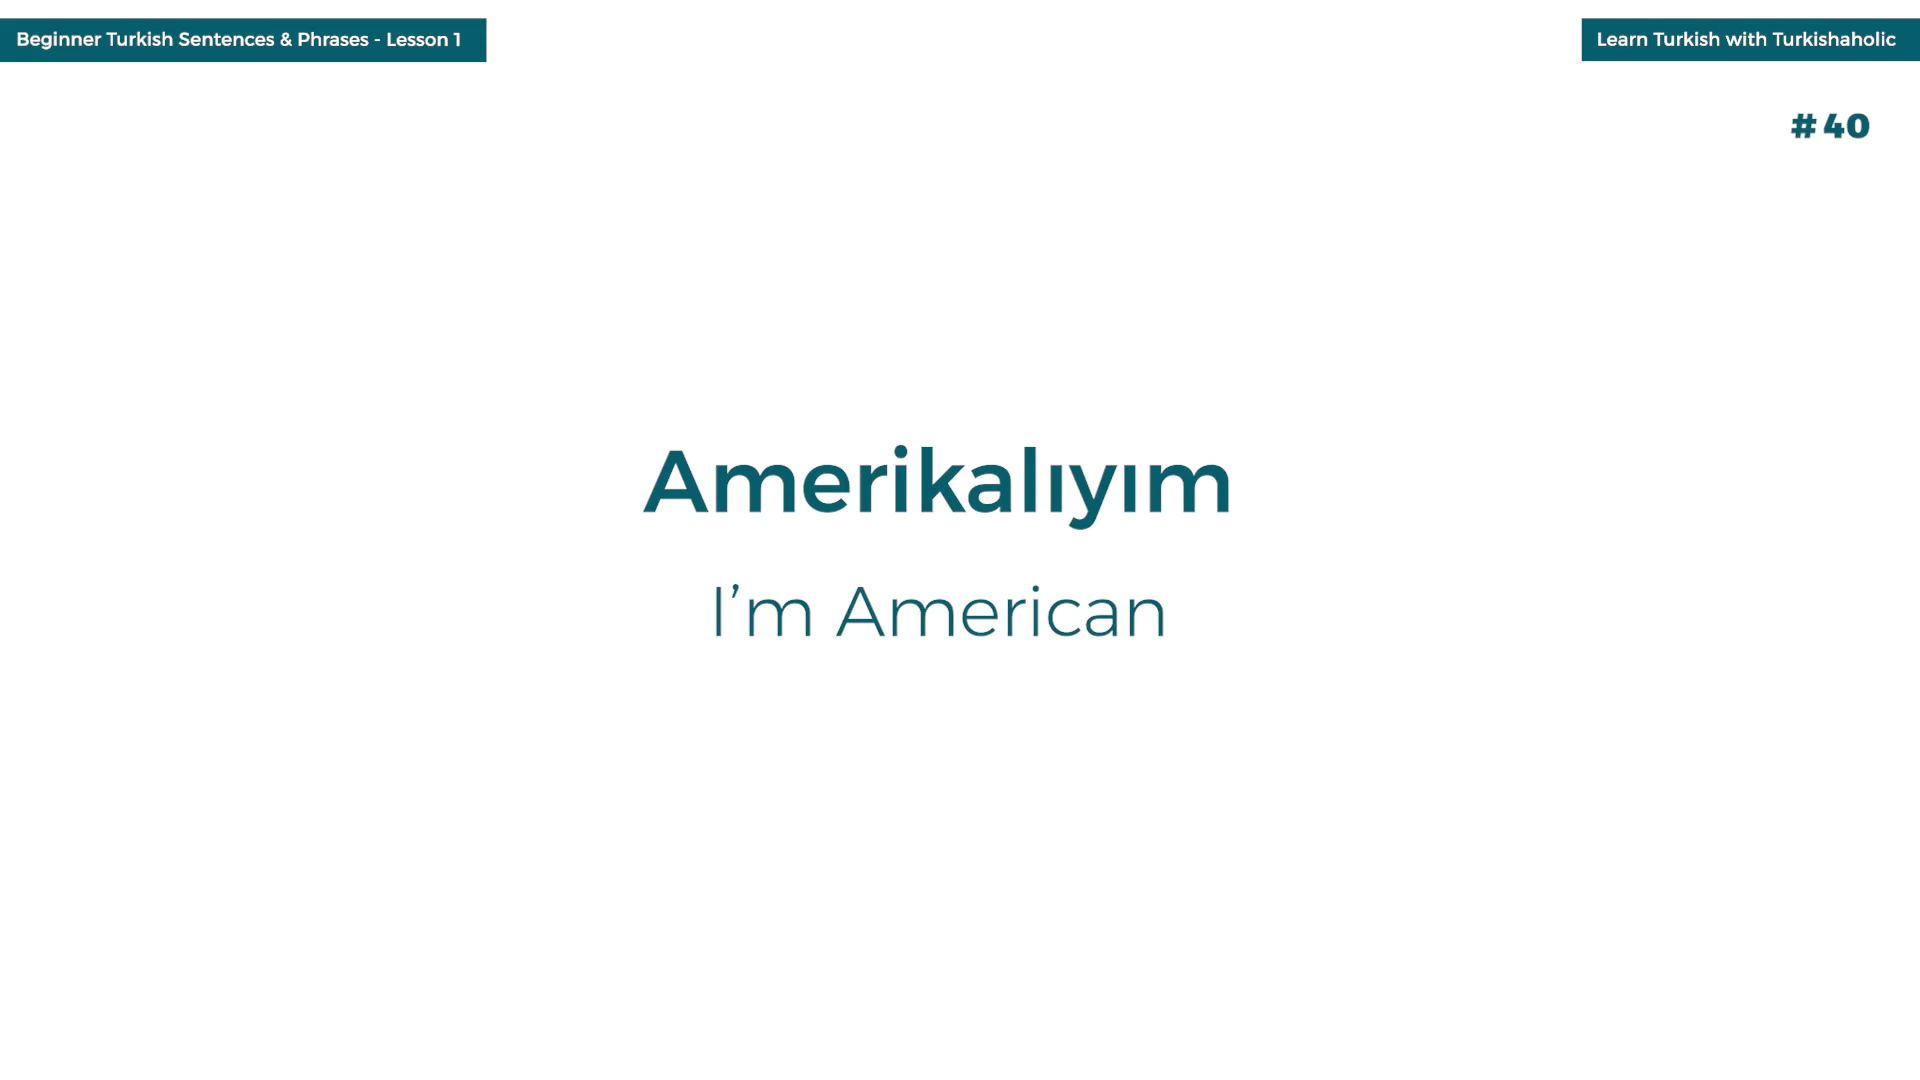 Beginner Turkish Sentences & Phrases - Lesson 1
Learn Turkish with Turkishaholic
# 40
Amerikalıyım
I’m American